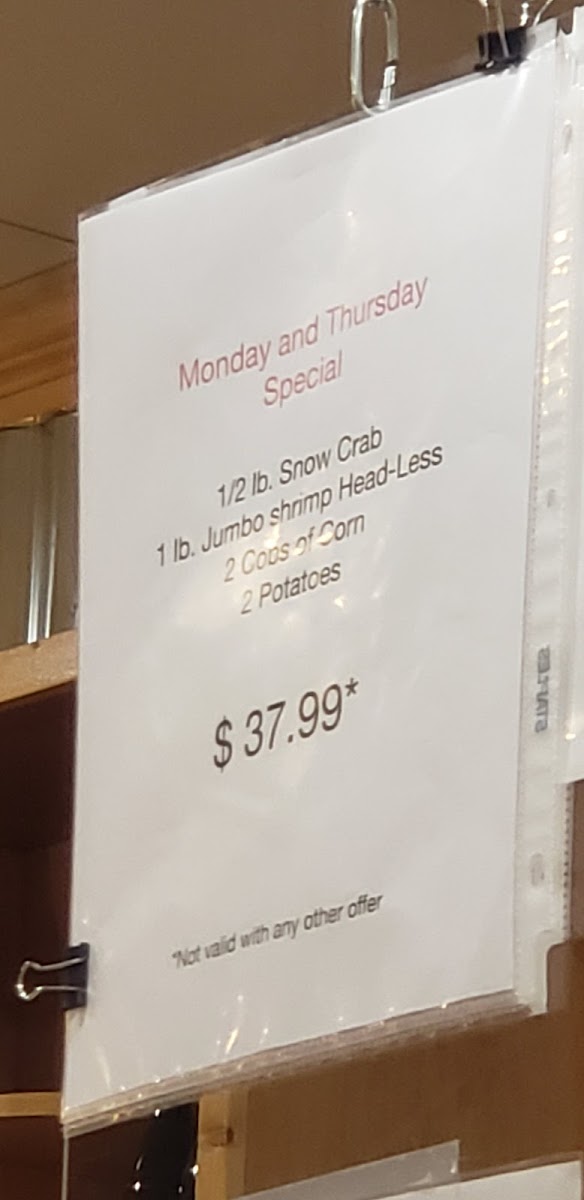 Monday and Thursday
Special
1/2 lb. Snow Crab
1 lb. Jumbo shrimp Head-Less
2 Cobs of Corn
2 Potatoes
$ 37.99*
*Not valid with any other offer